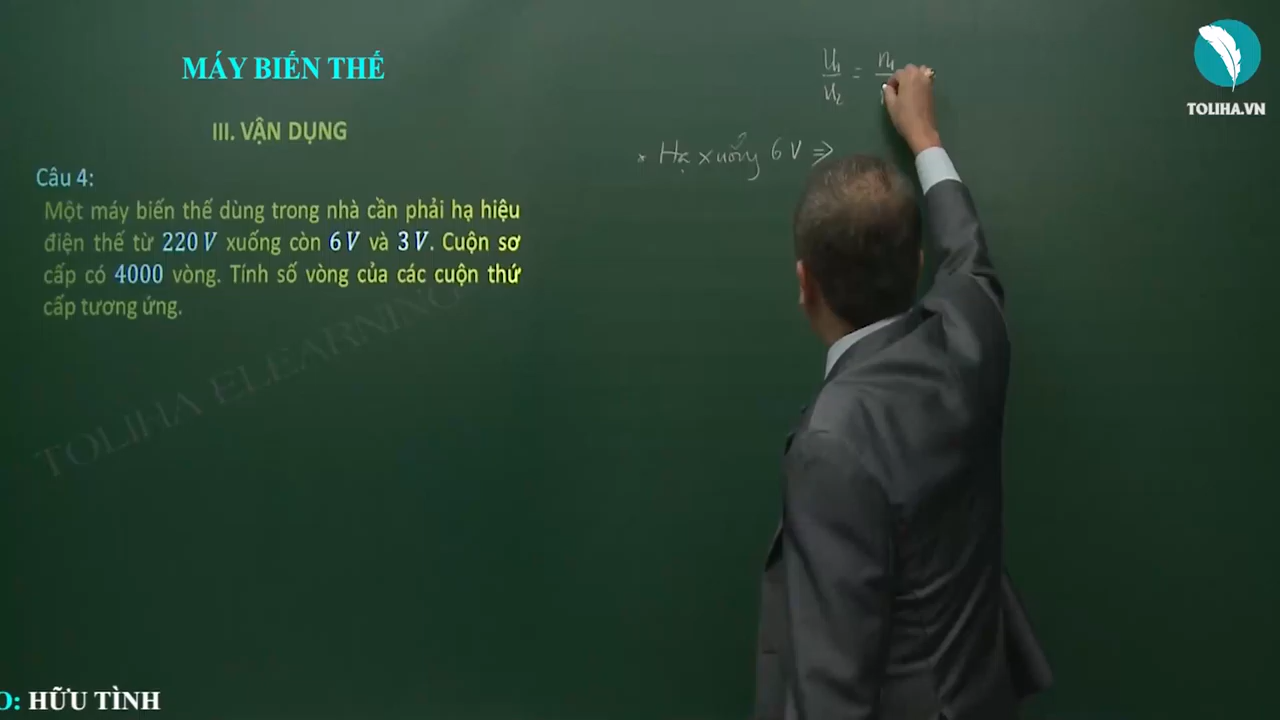 MÁY BIẾN THẾ
III. VẬN DỤNG
Câu 4:
Một máy biến thế dùng trong nhà cần phải hạ hiệu
điện thế từ 220 V xuống còn 6 V và 3 V. Cuộn sơ
cấp có 4000 vòng. Tính số vòng của các cuộn thứ
cấp tương ứng.
U₁/U₂ = n₁
* Hạ xuống 6 V ⇒
TOLIHA.VN
TOLIHA ELEARNING
O: HỮU TÌNH